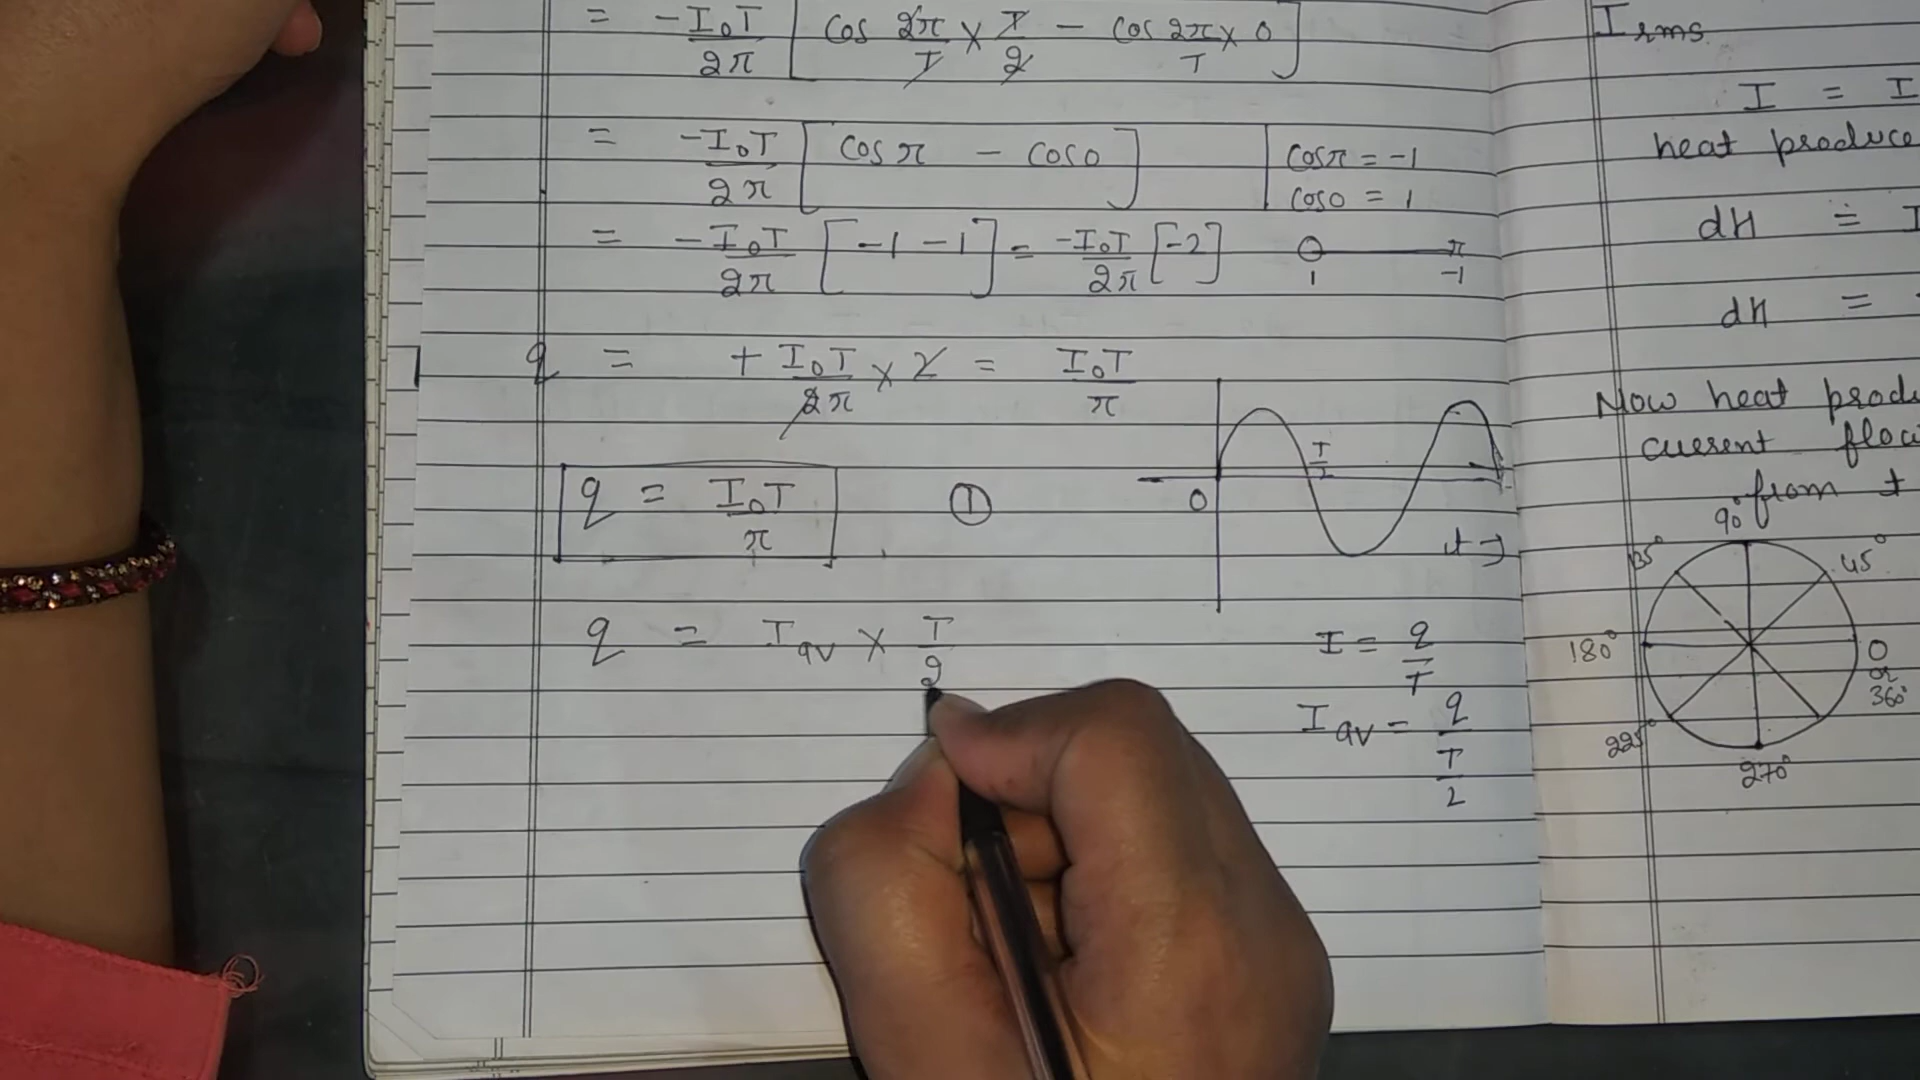 = -I₀T/2π [cos 2π/T × T/2 - cos 2π/T × 0]
= -I₀T/2π [cos π - cos 0]
cos π = -1
cos 0 = 1
= -I₀T/2π [-1 -1] = -I₀T/2π [-2]
0 π
1 -1
q = + I₀T/2π × 2 = I₀T/π
q = I₀T/π ①
T/2
0
t →
q = Iav × T/2
I = q/T
Iav = q/(T/2)
Irms
I = I
heat produce
dH = I
dH =
Now heat produ
current flow
from t
90°
135° 45°
180° 0 or 360°
225°
270°